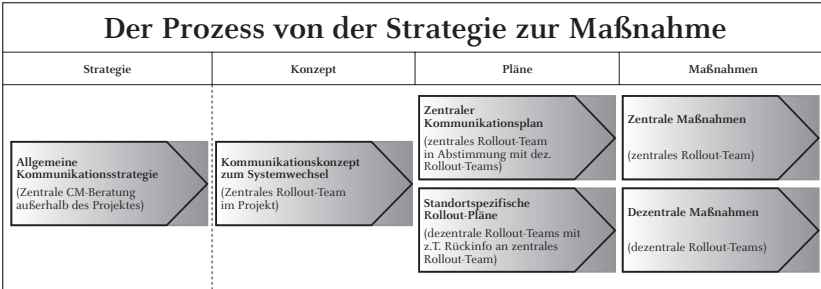 Der Prozess von der Strategie zur Maßnahme
Strategie
Konzept
Pläne
Maßnahmen
Allgemeine
Kommunikationsstrategie
(Zentrale CM-Beratung
außerhalb des Projektes)
Kommunikationskonzept
zum Systemwechsel
(Zentrales Rollout-Team
im Projekt)
Zentraler
Kommunikationsplan
(zentrales Rollout-Team
in Abstimmung mit dez.
Rollout-Teams)
Standortspezifische
Rollout-Pläne
(dezentrale Rollout-Teams mit
z.T. Rückinfo an zentrales
Rollout-Team)
Zentrale Maßnahmen
(zentrales Rollout-Team)
Dezentrale Maßnahmen
(dezentrale Rollout-Teams)